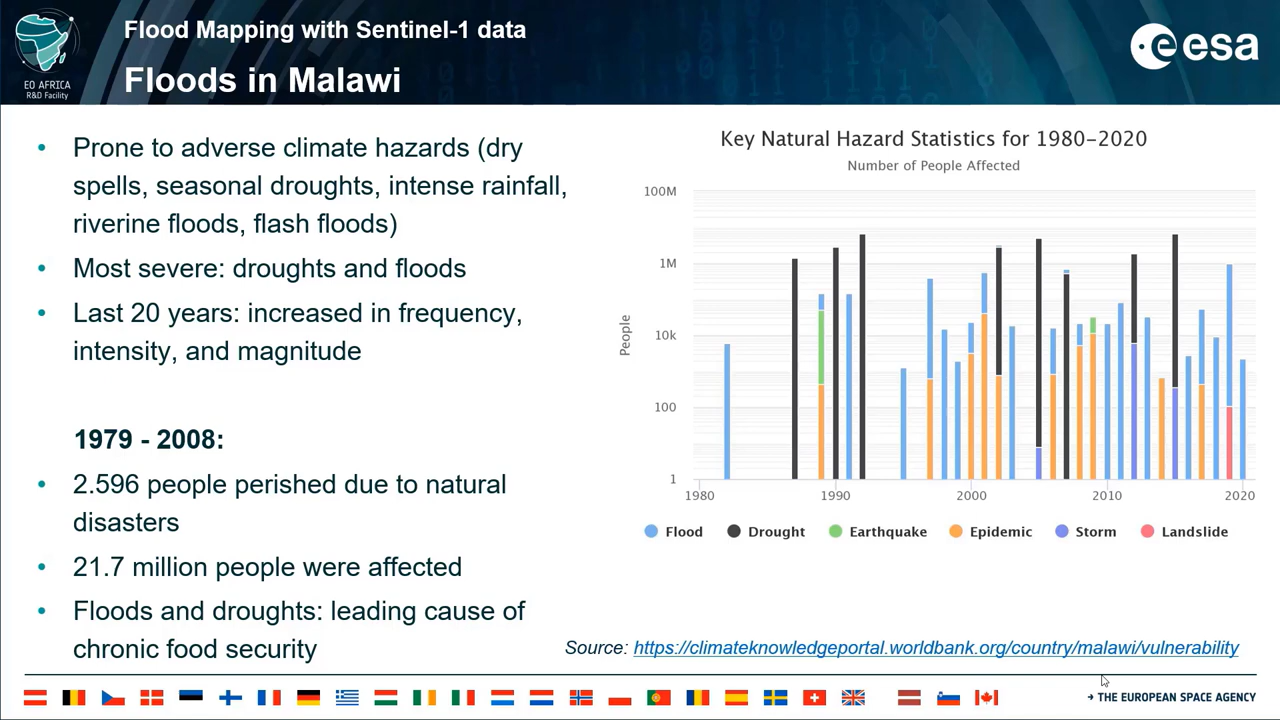 Flood Mapping with Sentinel-1 data
Floods in Malawi
EO AFRICA
R&D Facility
esa
• Prone to adverse climate hazards (dry
spells, seasonal droughts, intense rainfall,
riverine floods, flash floods)
• Most severe: droughts and floods
• Last 20 years: increased in frequency,
intensity, and magnitude
1979 - 2008:
• 2.596 people perished due to natural
disasters
• 21.7 million people were affected
• Floods and droughts: leading cause of
chronic food security
Key Natural Hazard Statistics for 1980-2020
Number of People Affected
100M
1M
10k
100
1
People
1980
1990
2000
2010
2020
Flood Drought Earthquake Epidemic Storm Landslide
Source: https://climateknowledgeportal.worldbank.org/country/malawi/vulnerability
→ THE EUROPEAN SPACE AGENCY